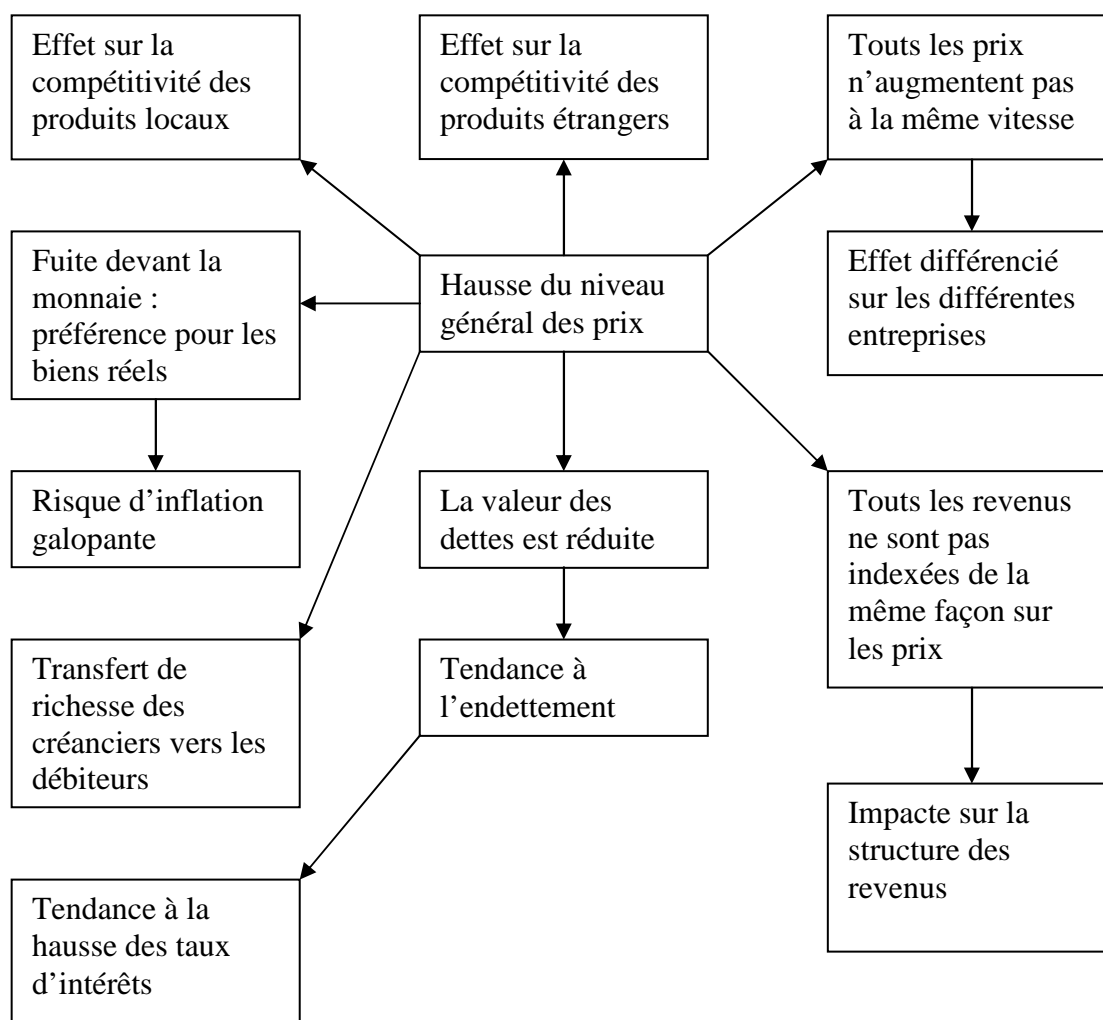 Effet sur la
compétitivité des
produits locaux
Effet sur la
compétitivité des
produits étrangers
Touts les prix
n’augmentent pas
à la même vitesse
Fuite devant la
monnaie :
préférence pour les
biens réels
Hausse du niveau
général des prix
Effet différencié
sur les différentes
entreprises
Risque d’inflation
galopante
La valeur des
dettes est réduite
Touts les revenus
ne sont pas
indexées de la
même façon sur
les prix
Transfert de
richesse des
créanciers vers les
débiteurs
Tendance à
l’endettement
Impacte sur la
structure des
revenus
Tendance à la
hausse des taux
d’intérêts